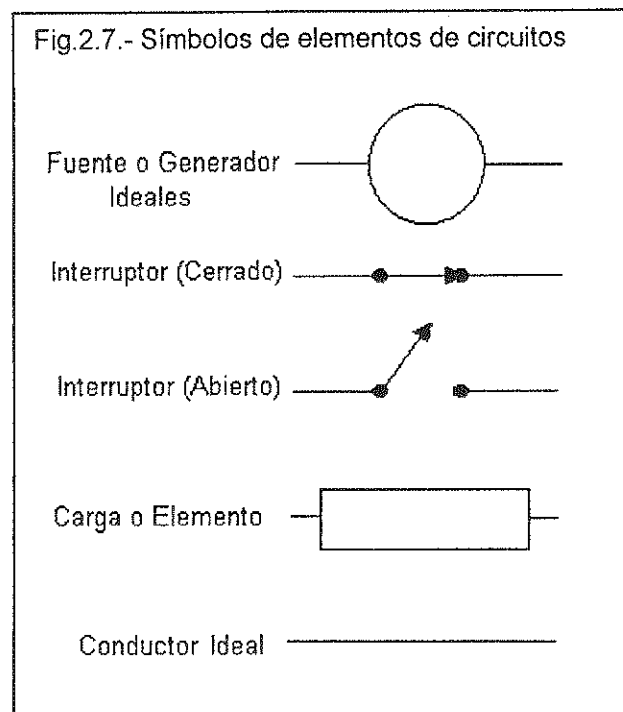 Fig.2.7.- Símbolos de elementos de circuitos
Fuente o Generador
Ideales
Interruptor (Cerrado)
Interruptor (Abierto)
Carga o Elemento
Conductor Ideal